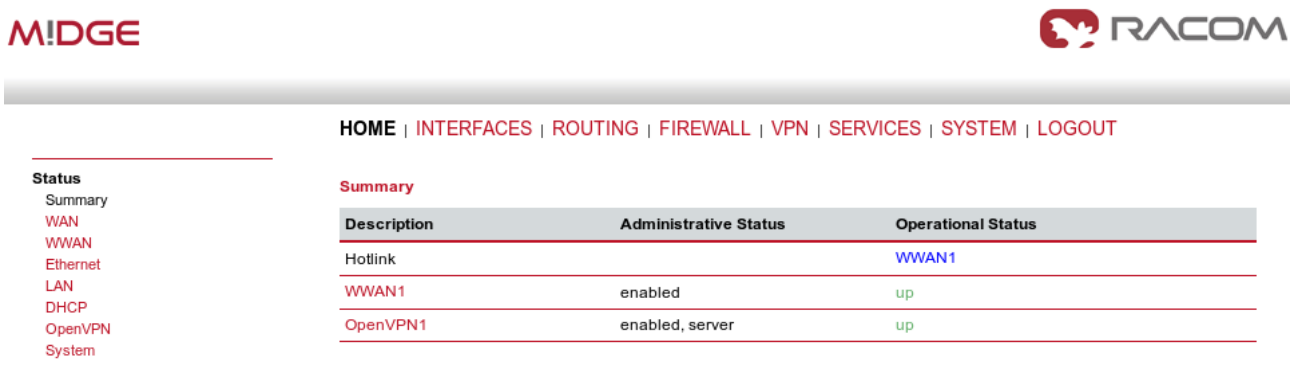 M!DGE
RACOM
HOME | INTERFACES | ROUTING | FIREWALL | VPN | SERVICES | SYSTEM | LOGOUT
Status
Summary
WAN
WWAN
Ethernet
LAN
DHCP
OpenVPN
System
Summary
Description Administrative Status Operational Status
Hotlink WWAN1
WWAN1 enabled up
OpenVPN1 enabled, server up